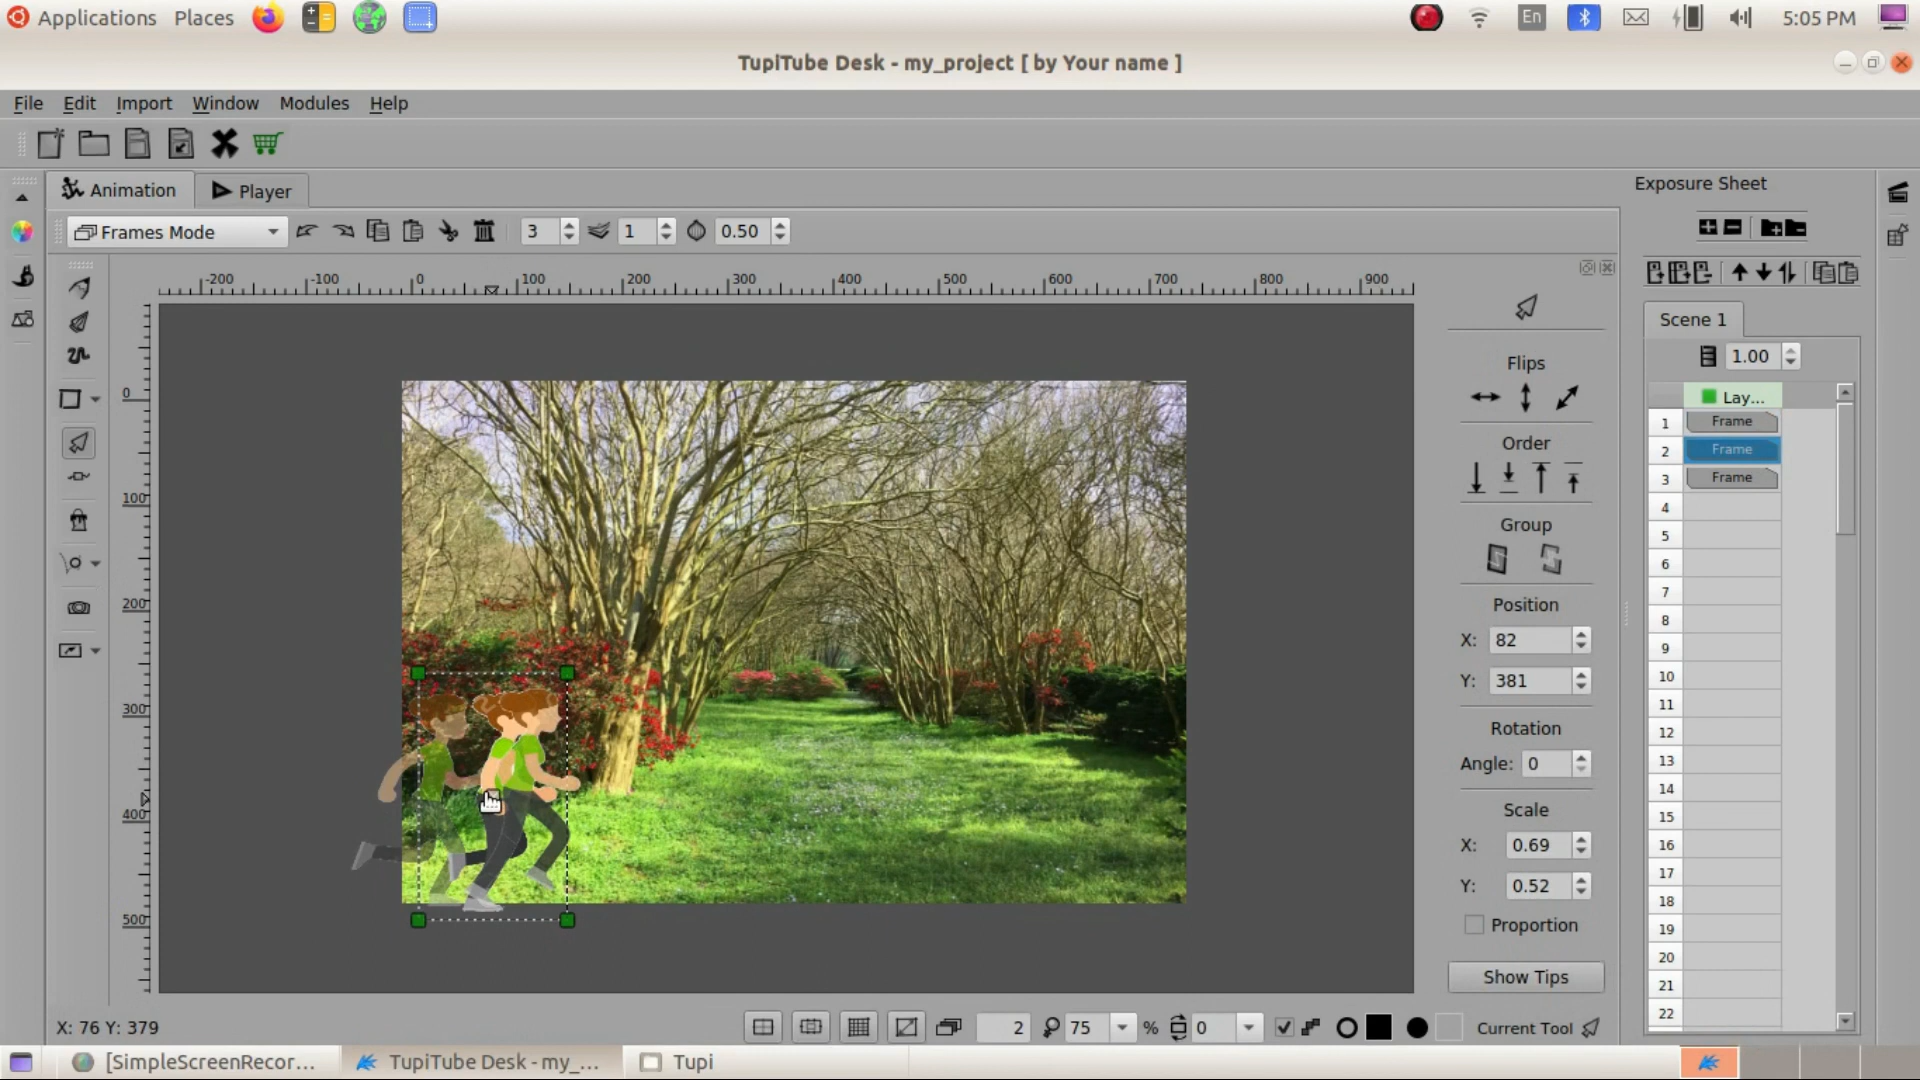 Applications Places En 5:05 PM
TupiTube Desk - my_project [ by Your name ]
File Edit Import Window Modules Help
Animation Player
Exposure Sheet
Frames Mode 3 1 0.50
-200 -100 0 100 200 300 400 500 600 700 800 900
0
100
200
300
400
500
Flips
Order
Group
Position
X: 82
Y: 381
Rotation
Angle: 0
Scale
X: 0.69
Y: 0.52
Proportion
Show Tips
Scene 1
1.00
Lay...
1 Frame
2 Frame
3 Frame
4
5
6
7
8
9
10
11
12
13
14
15
16
17
18
19
20
21
22
X: 76 Y: 379 2 75 % 0 Current Tool
[SimpleScreenRecor... TupiTube Desk - my_... Tupi